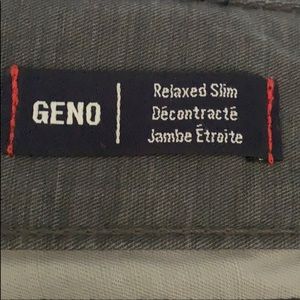 GENO
Relaxed Slim
Décontracté
Jambe Étroite